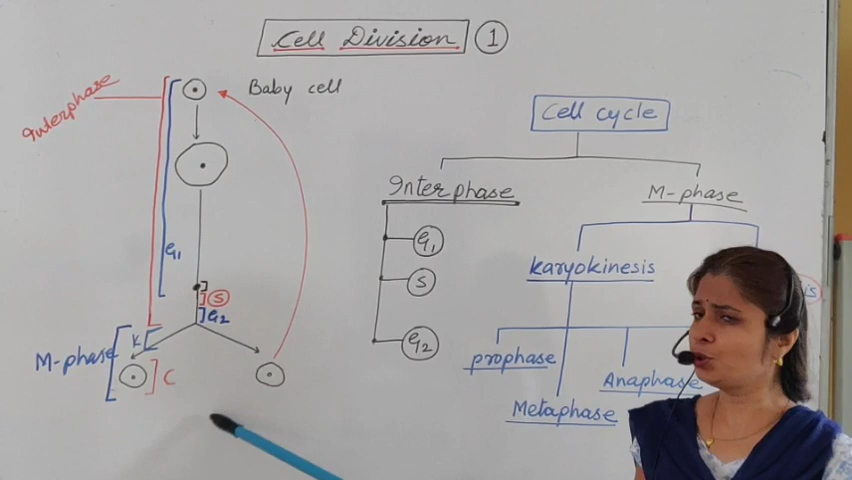 Cell Division 1
Interphase
Baby cell
G1
S
G2
M-phase
K
C
Cell cycle
Interphase
G1
S
G2
M-phase
karyokinesis
prophase
Metaphase
Anaphase
is